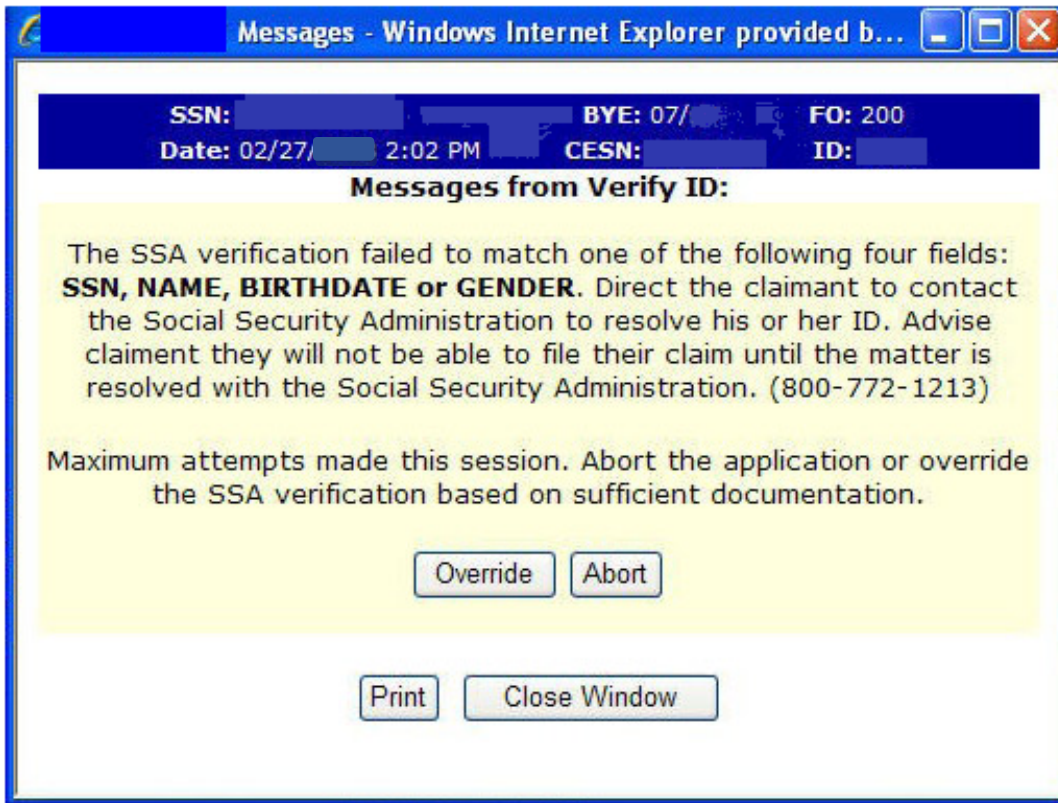 Messages - Windows Internet Explorer provided b...
SSN: BYE: 07/ FO: 200
Date: 02/27/ 2:02 PM CESN: ID:
Messages from Verify ID:
The SSA verification failed to match one of the following four fields:
SSN, NAME, BIRTHDATE or GENDER. Direct the claimant to contact
the Social Security Administration to resolve his or her ID. Advise
claiment they will not be able to file their claim until the matter is
resolved with the Social Security Administration. (800-772-1213)
Maximum attempts made this session. Abort the application or override
the SSA verification based on sufficient documentation.
Override Abort
Print Close Window